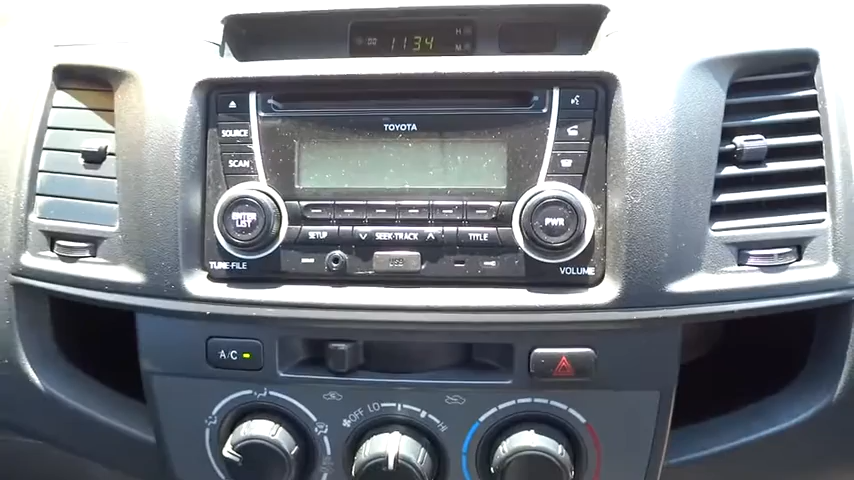 H
11:34
M
TOYOTA
SOURCE
SCAN
ENTER
LIST
TUNE•FILE
SETUP
SEEK•TRACK
TITLE
USB
PWR
VOLUME
A/C
OFF LO
HI